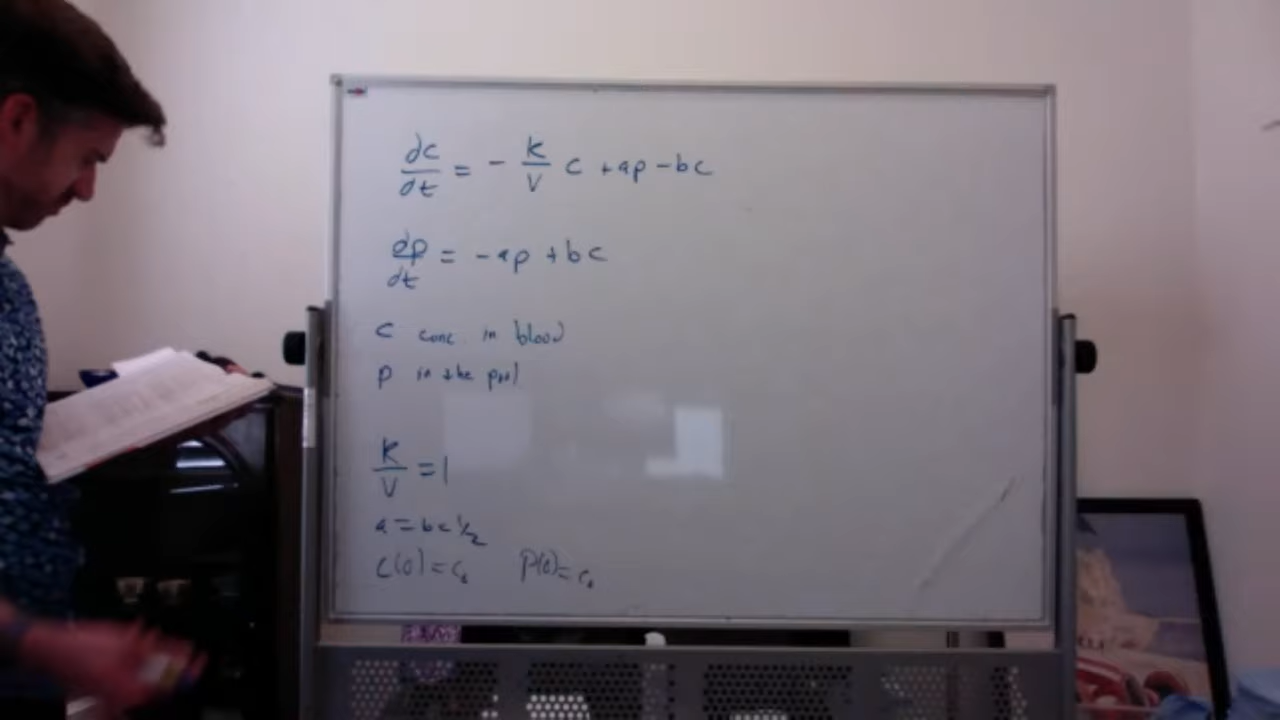 dc/dt = - K/V c + ap - bc
dp/dt = - ap + bc
c conc. in blood
p in the pool
K/V = 1
a = b = 1/2
c(0) = c₀ p(0) = c₀